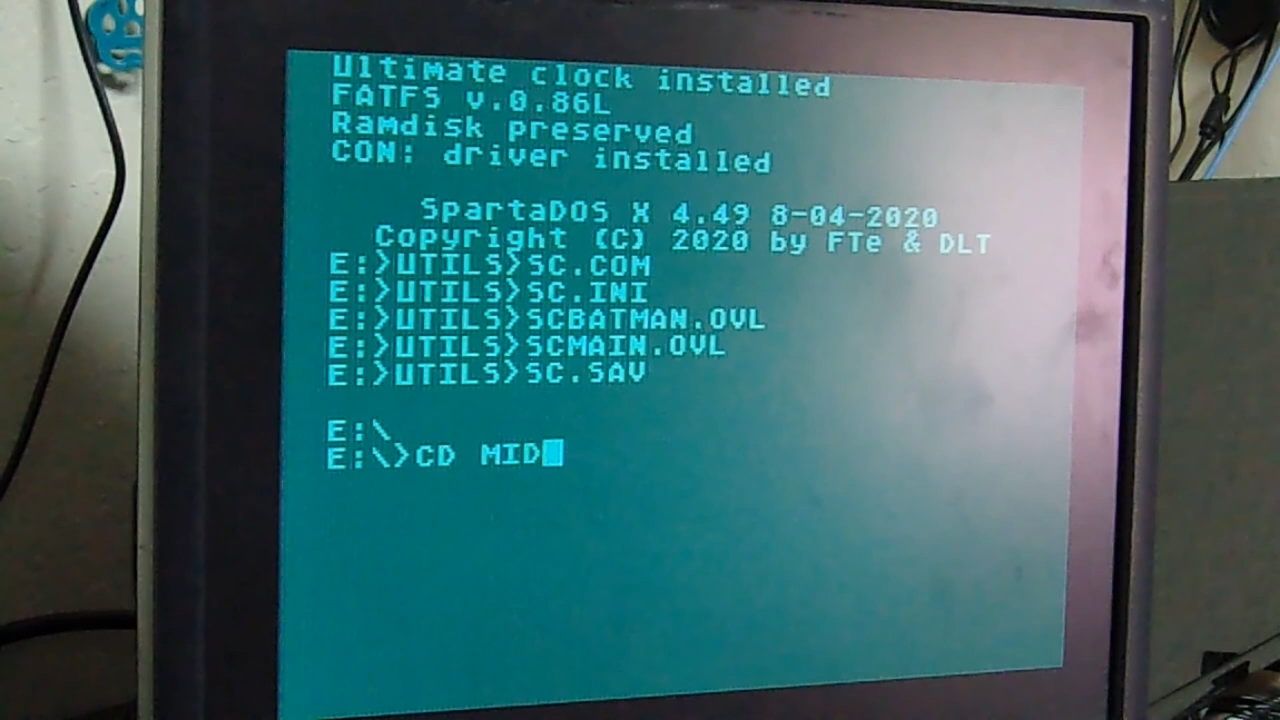 Ultimate clock installed
FATFS v.0.86L
Ramdisk preserved
CON: driver installed
SpartaDOS X 4.49 8-04-2020
Copyright (C) 2020 by FTe & DLT
E:>UTILS>SC.COM
E:>UTILS>SC.INI
E:>UTILS>SCBATMAN.OVL
E:>UTILS>SCMAIN.OVL
E:>UTILS>SC.SAV
E:\
E:\>CD MID